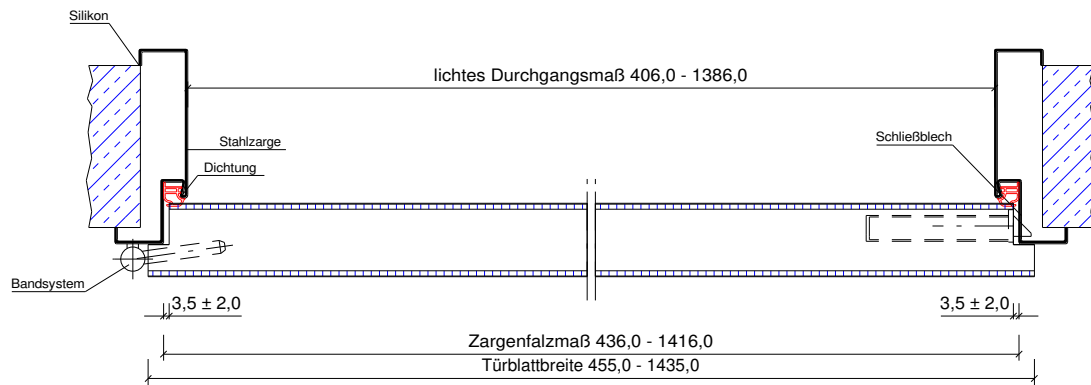 Silikon
lichtes Durchgangsmaß 406,0 - 1386,0
Stahlzarge
Schließblech
Dichtung
Bandsystem
3,5 ± 2,0
3,5 ± 2,0
Zargenfalzmaß 436,0 - 1416,0
Türblattbreite 455,0 - 1435,0